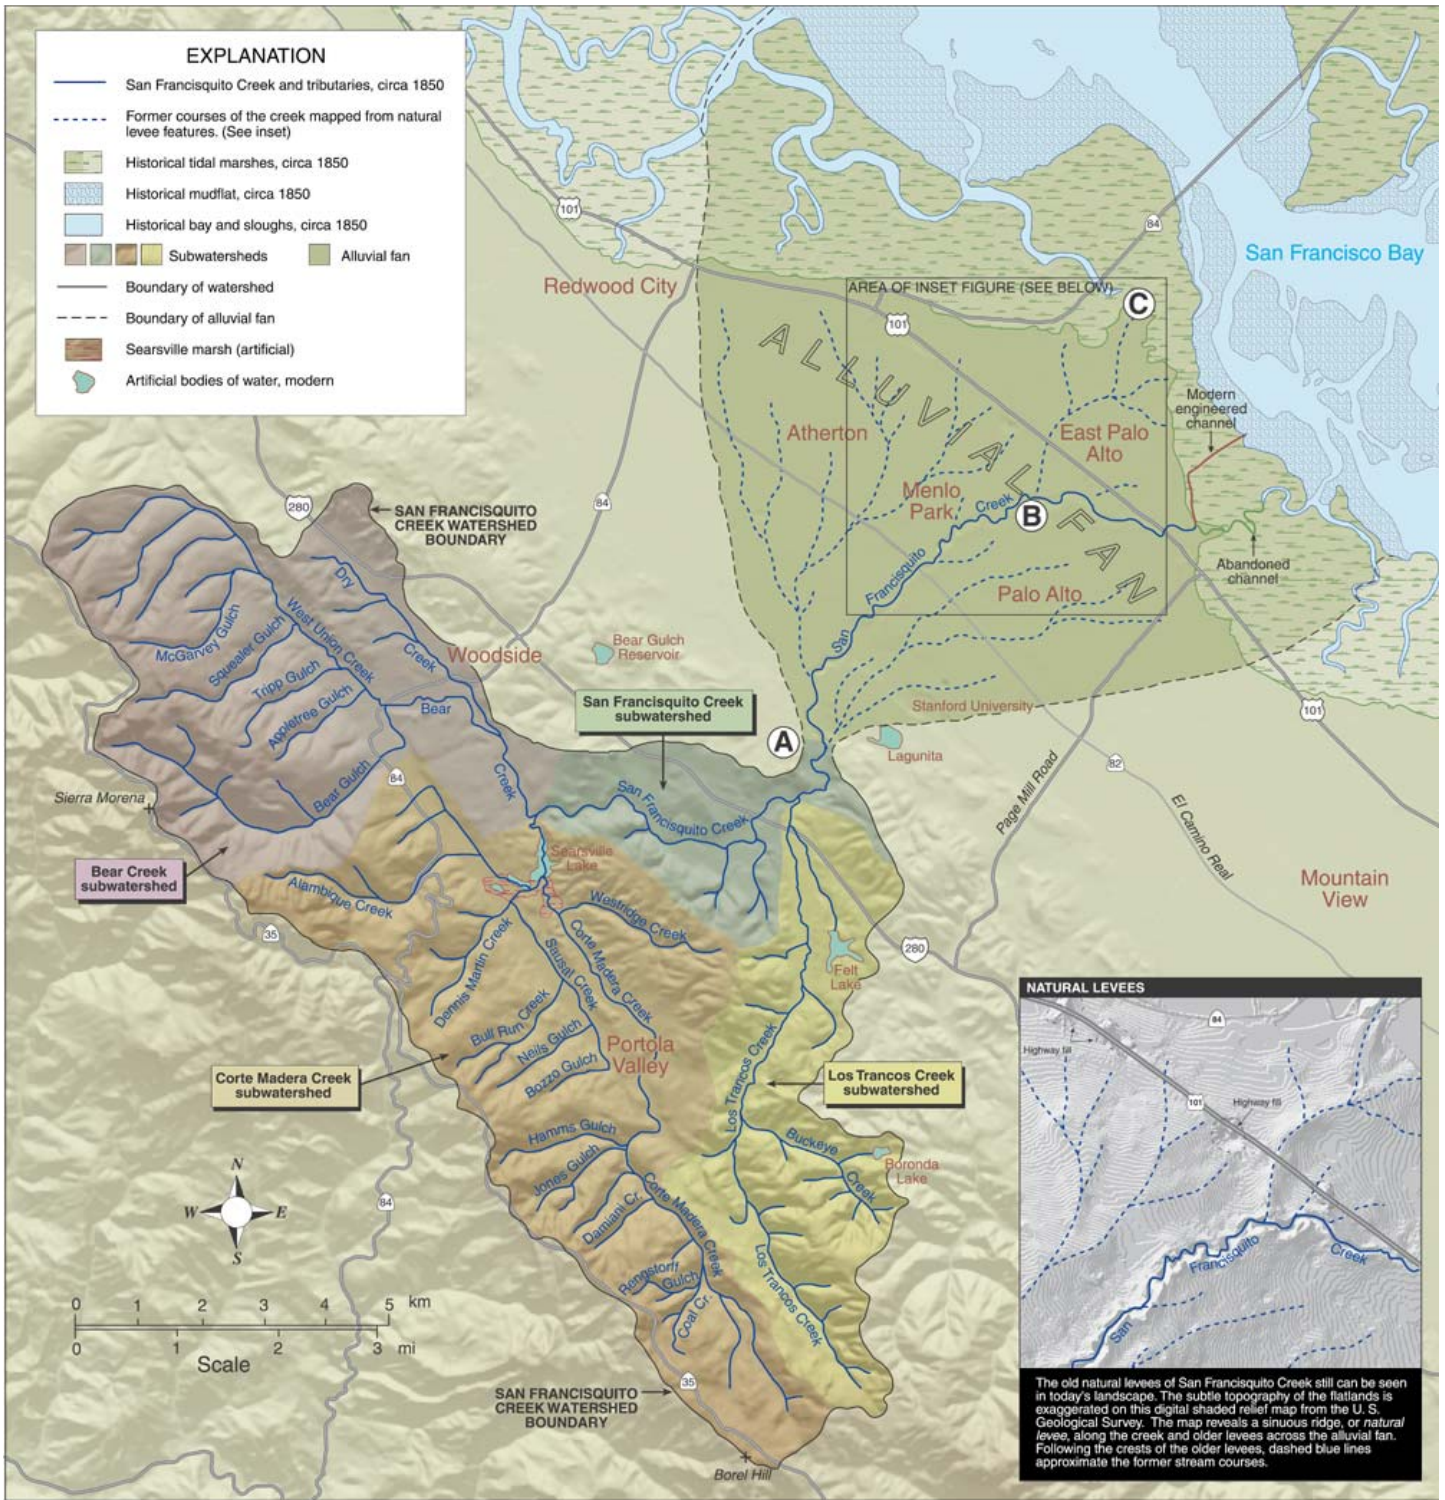 EXPLANATION
San Francisquito Creek and tributaries, circa 1850
Former courses of the creek mapped from natural
levee features. (See inset)
Historical tidal marshes, circa 1850
Historical mudflat, circa 1850
Historical bay and sloughs, circa 1850
Subwatersheds
Alluvial fan
Boundary of watershed
Boundary of alluvial fan
Searsville marsh (artificial)
Artificial bodies of water, modern
101
84
San Francisco Bay
Redwood City
AREA OF INSET FIGURE (SEE BELOW)
C
101
ALLUVIAL FAN
Modern
engineered
channel
Atherton
East Palo
Alto
Menlo
Park
Creek
B
280
84
SAN FRANCISQUITO
CREEK WATERSHED
BOUNDARY
Francisquito
Abandoned
channel
Palo Alto
Dry
Creek
West Union Creek
McGarvey Gulch
Squealer Gulch
Tripp Gulch
Appletree Gulch
Woodside
Bear Gulch
Reservoir
San
San Francisquito Creek
subwatershed
Stanford University
101
Bear
Creek
A
Lagunita
82
Bear Gulch
84
Sierra Morena
San Francisquito Creek
Page Mill Road
El Camino Real
Bear Creek
subwatershed
Searsville
Lake
Mountain
View
Alambique Creek
Westridge Creek
35
Dennis Martin Creek
Sausal Creek
Corte Madera Creek
280
Felt
Lake
Bull Run Creek
Neils Gulch
Bozzo Gulch
Portola
Valley
Los Trancos Creek
Corte Madera Creek
subwatershed
Los Trancos Creek
subwatershed
Hamms Gulch
Jones Gulch
Damiani Cr.
Corte Madera Creek
Buckeye
Creek
Boronda
Lake
N
W
E
S
84
Rengstorff
Gulch
Coal Cr.
Los Trancos Creek
0 1 2 3 4 5 km
0 1 2 3 mi
Scale
35
SAN FRANCISQUITO
CREEK WATERSHED
BOUNDARY
Borel Hill
NATURAL LEVEES
84
Highway fill
101
Highway fill
Francisquito
Creek
San
The old natural levees of San Francisquito Creek still can be seen
in today's landscape. The subtle topography of the flatlands is
exaggerated on this digital shaded relief map from the U. S.
Geological Survey. The map reveals a sinuous ridge, or natural
levee, along the creek and older levees across the alluvial fan.
Following the crests of the older levees, dashed blue lines
approximate the former stream courses.